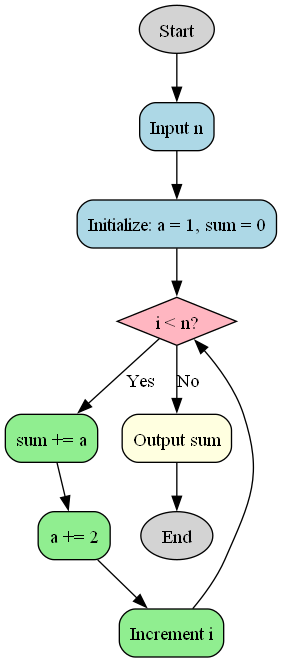 Start
Input n
Initialize: a = 1, sum = 0
i < n?
Yes
No
sum += a
Output sum
a += 2
End
Increment i